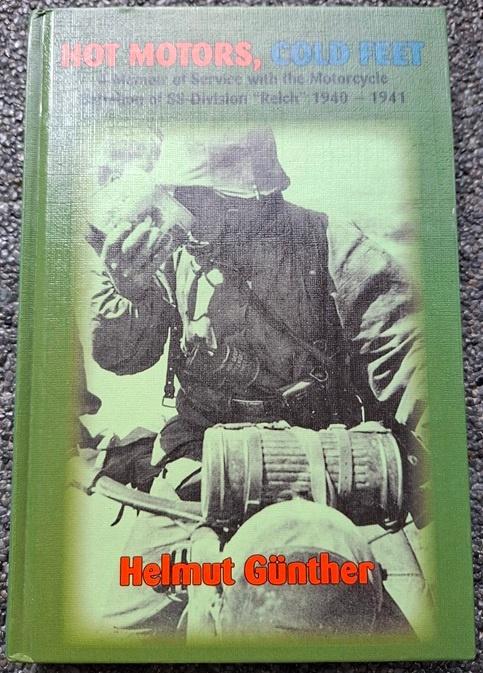 HOT MOTORS, COLD FEET
A Memoir of Service with the Motorcycle
Battalion of SS-Division "Reich" 1940 – 1941
Helmut Günther